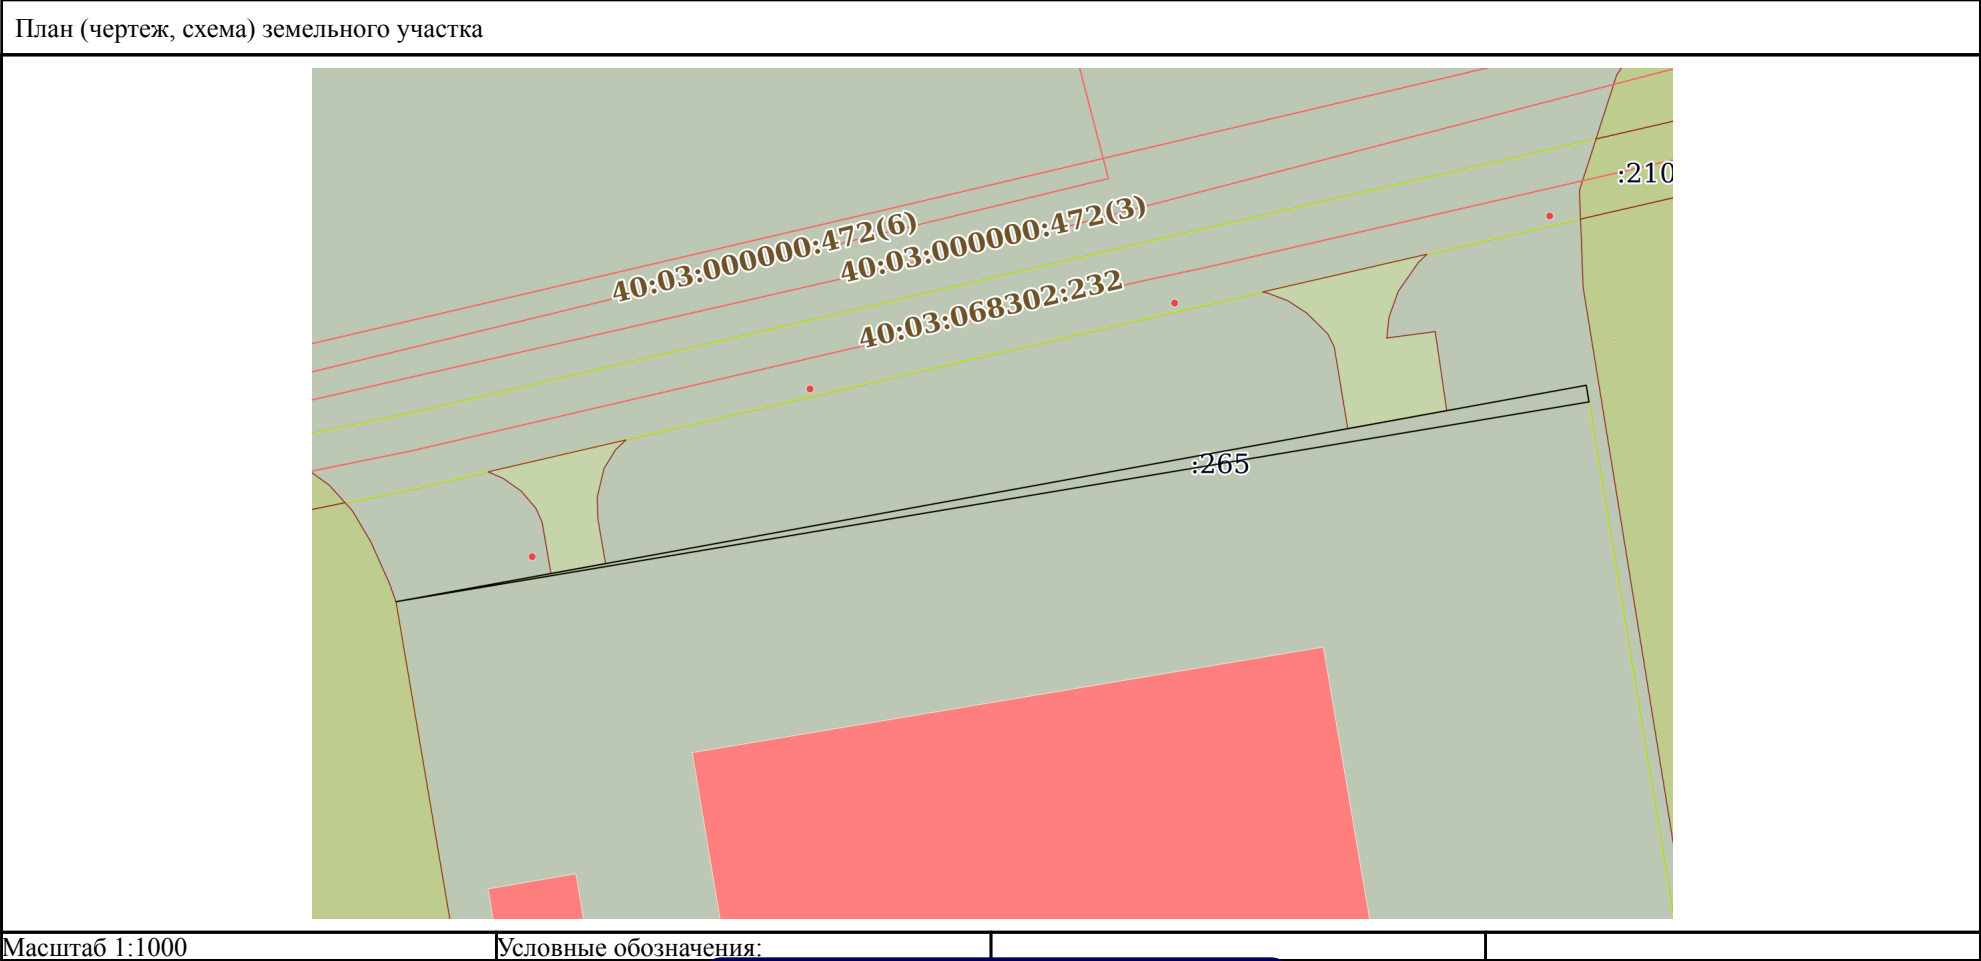 План (чертеж, схема) земельного участка
:210
40:03:000000:472(6)
40:03:000000:472(3)
40:03:068302:232
:265
Масштаб 1:1000
Условные обозначения: